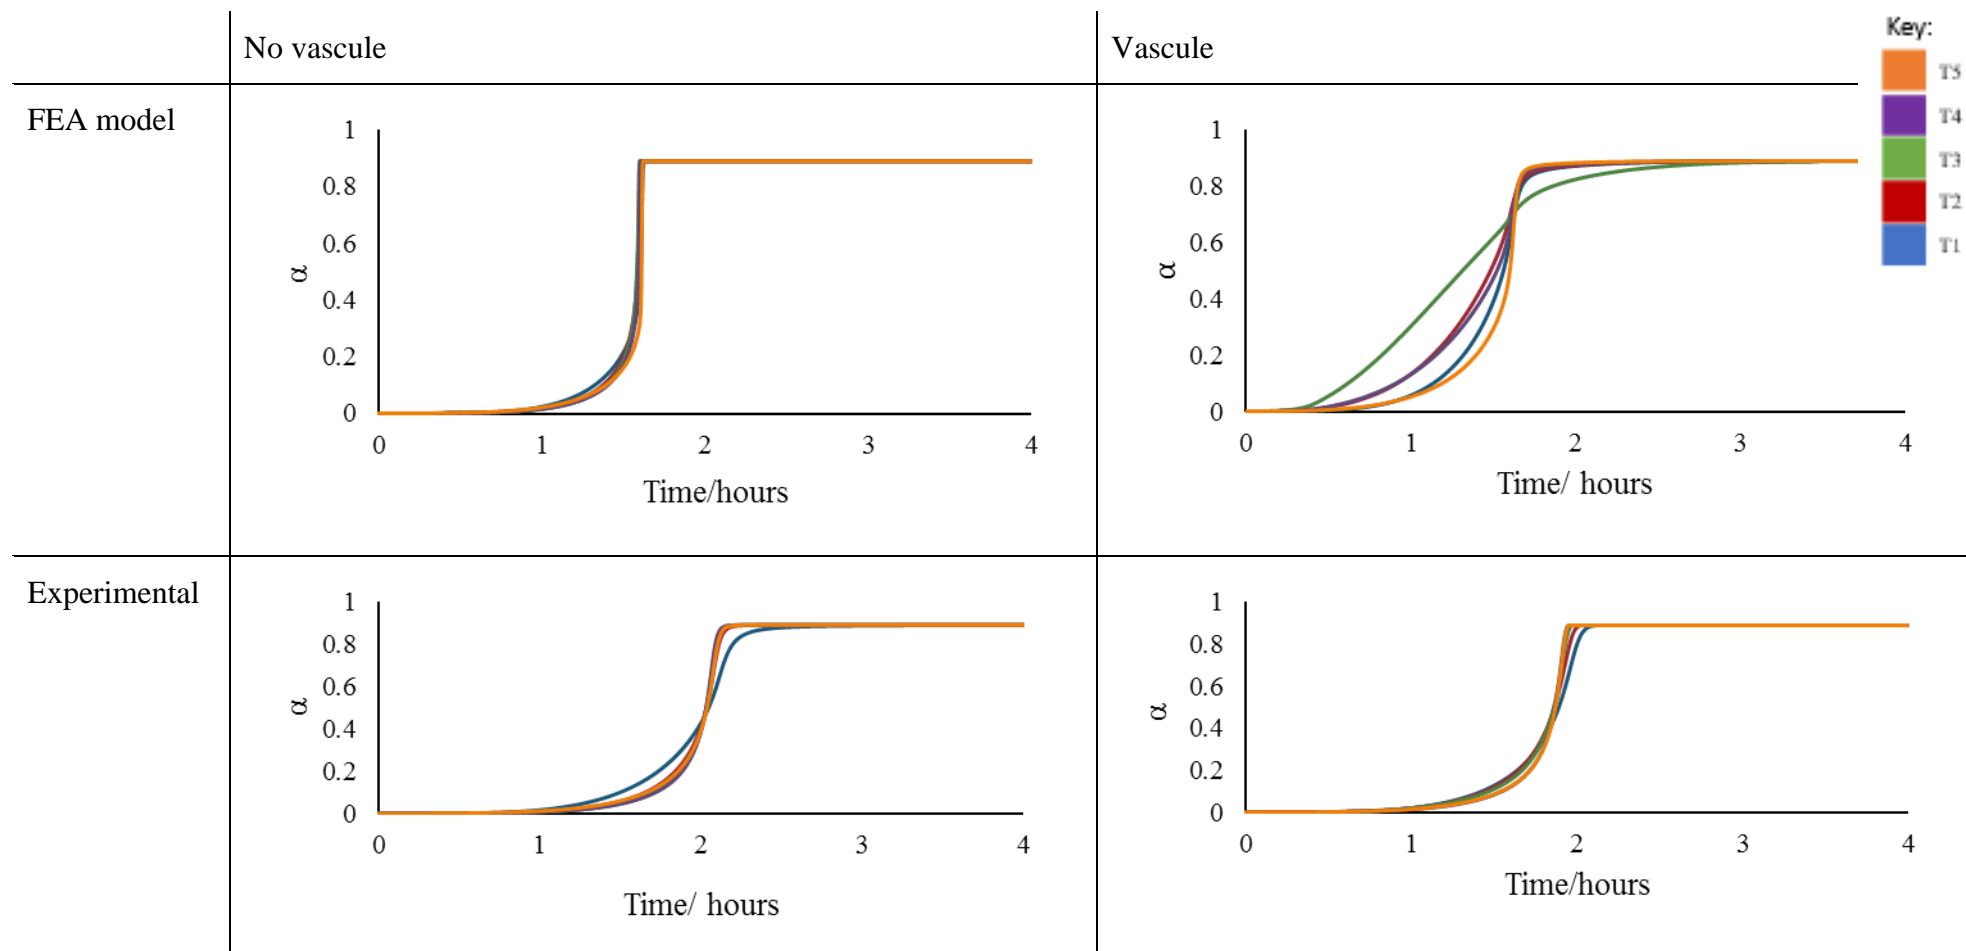 No vascule
Vascule
Key:
T5
T4
T3
T2
T1
FEA model
1
0.8
0.6
0.4
0.2
0
α
0
1
2
3
4
Time/hours
1
0.8
0.6
0.4
0.2
0
α
0
1
2
3
4
Time/ hours
Experimental
1
0.8
0.6
0.4
0.2
0
α
0
1
2
3
4
Time/ hours
1
0.8
0.6
0.4
0.2
0
α
0
1
2
3
4
Time/hours